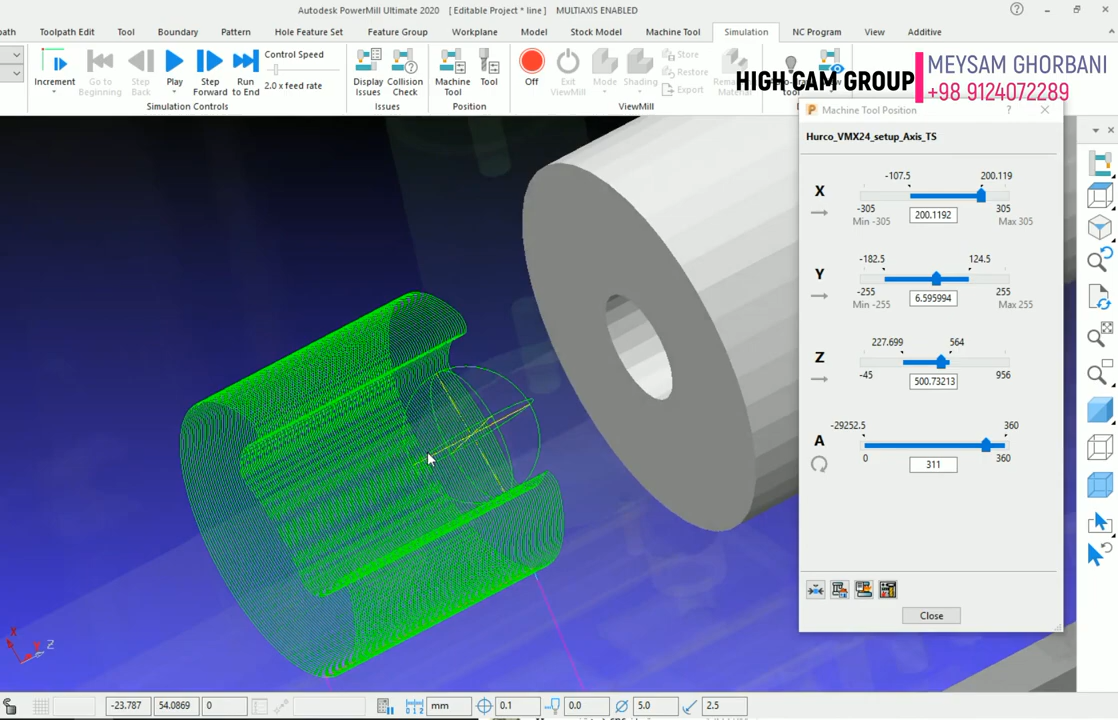 Autodesk PowerMill Ultimate 2020 [ Editable Project * line ] MULTIAXIS ENABLED
path Toolpath Edit Tool Boundary Pattern Hole Feature Set Feature Group Workplane Model Stock Model Machine Tool Simulation NC Program View Additive
Increment
Go to Beginning
Step Back
Play
Step Forward
Run to End
Control Speed
2.0 x feed rate
Display Issues
Collision Check
Machine Tool
Tool
Off
Exit ViewMill
Mode
Shading
Store
Restore
Export
Simulation Controls Issues Position ViewMill
HIGH CAM GROUP
MEYSAM GHORBANI
+98 9124072289
P Machine Tool Position ?
Hurco_VMX24_setup_Axis_TS
-107.5 200.119
X
-305 305
Min -305 200.1192 Max 305
-182.5 124.5
Y
-255 255
Min -255 6.595994 Max 255
227.699 564
Z
-45 956
500.73213
-29252.5 360
A
0 360
311
Close
X Y Z
-23.787 54.0869 0 mm 0.1 0.0 5.0 2.5